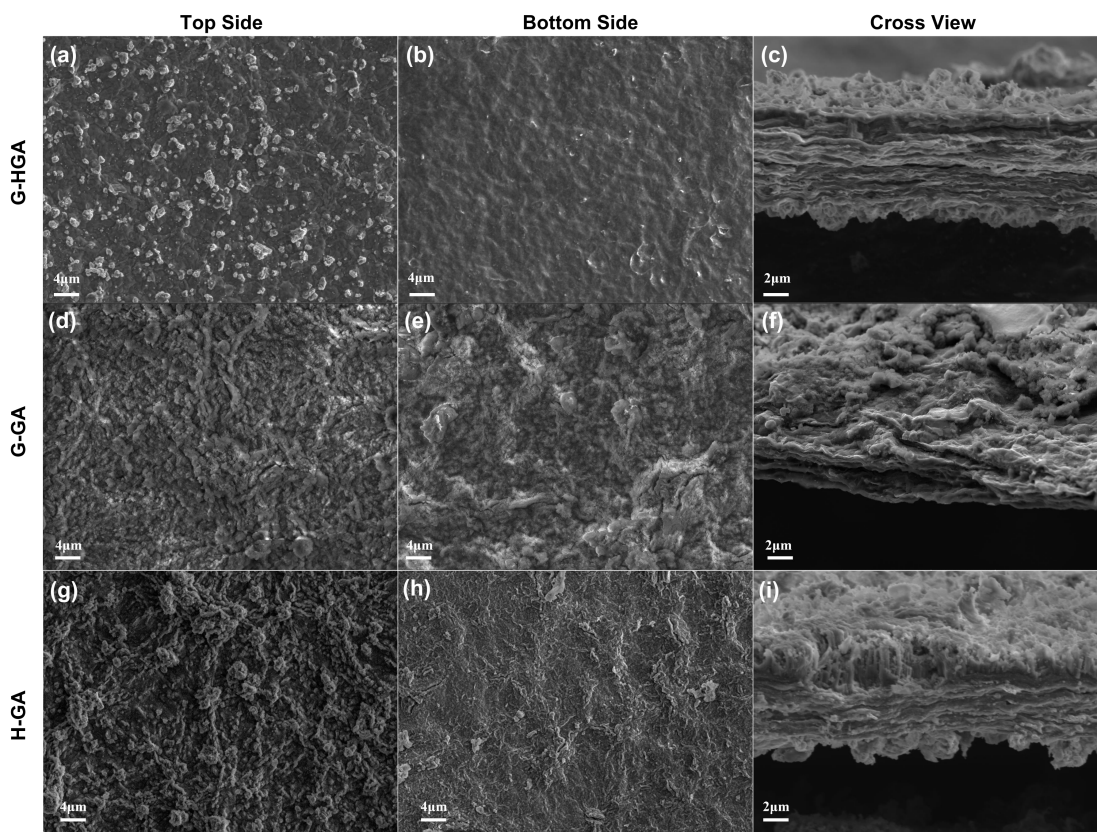 Top Side
Bottom Side
Cross View
G-HGA
(a)
4μm
(b)
4μm
(c)
2μm
G-GA
(d)
4μm
(e)
4μm
(f)
2μm
H-GA
(g)
4μm
(h)
4μm
(i)
2μm